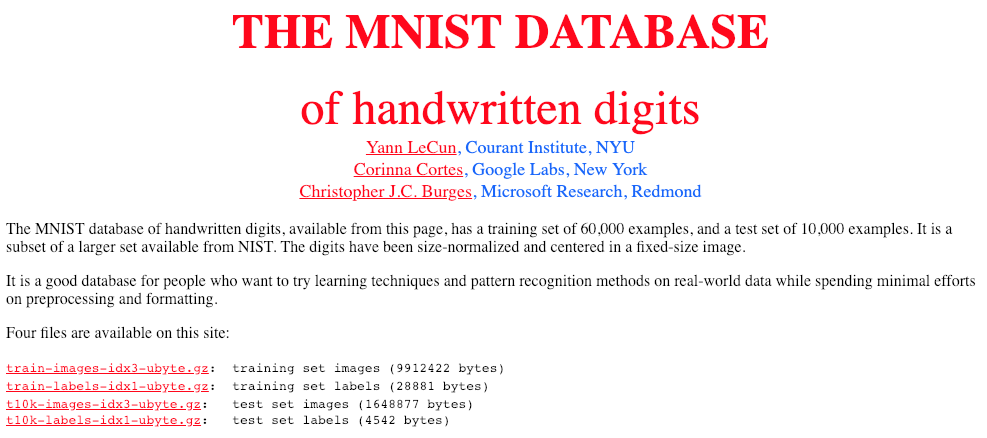 THE MNIST DATABASE
of handwritten digits
Yann LeCun, Courant Institute, NYU
Corinna Cortes, Google Labs, New York
Christopher J.C. Burges, Microsoft Research, Redmond
The MNIST database of handwritten digits, available from this page, has a training set of 60,000 examples, and a test set of 10,000 examples. It is a
subset of a larger set available from NIST. The digits have been size-normalized and centered in a fixed-size image.
It is a good database for people who want to try learning techniques and pattern recognition methods on real-world data while spending minimal efforts
on preprocessing and formatting.
Four files are available on this site:
train-images-idx3-ubyte.gz: training set images (9912422 bytes)
train-labels-idx1-ubyte.gz: training set labels (28881 bytes)
t10k-images-idx3-ubyte.gz: test set images (1648877 bytes)
t10k-labels-idx1-ubyte.gz: test set labels (4542 bytes)